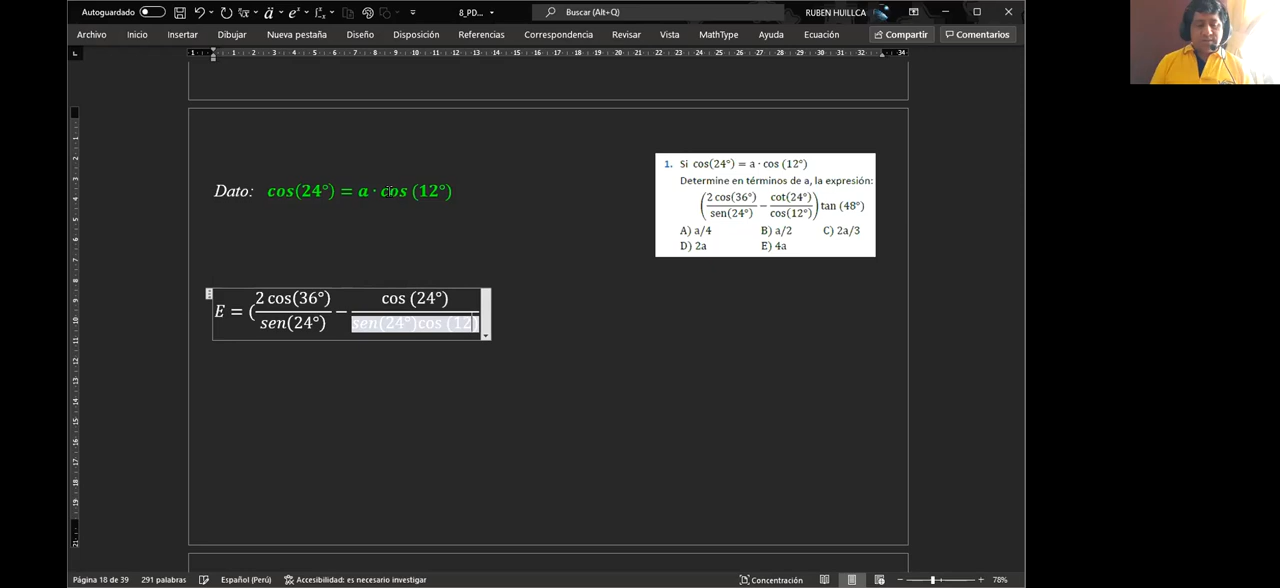 Autoguardado
8_PD...
Buscar (Alt+Q)
RUBEN HUILLCA
Archivo Inicio Insertar Dibujar Nueva pestaña Diseño Disposición Referencias Correspondencia Revisar Vista MathType Ayuda Ecuación Compartir Comentarios
Dato: cos(24°) = a · cos (12°)
1. Si cos(24°) = a · cos (12°)
Determine en términos de a, la expresión:
(2 cos(36°)/sen(24°) − cot(24°)/cos(12°)) tan (48°)
A) a/4 B) a/2 C) 2a/3
D) 2a E) 4a
E = (2 cos(36°)/sen(24°) − cos (24°)/sen(24°)cos (12)
Página 18 de 39 291 palabras Español (Perú) Accesibilidad: es necesario investigar Concentración 78%